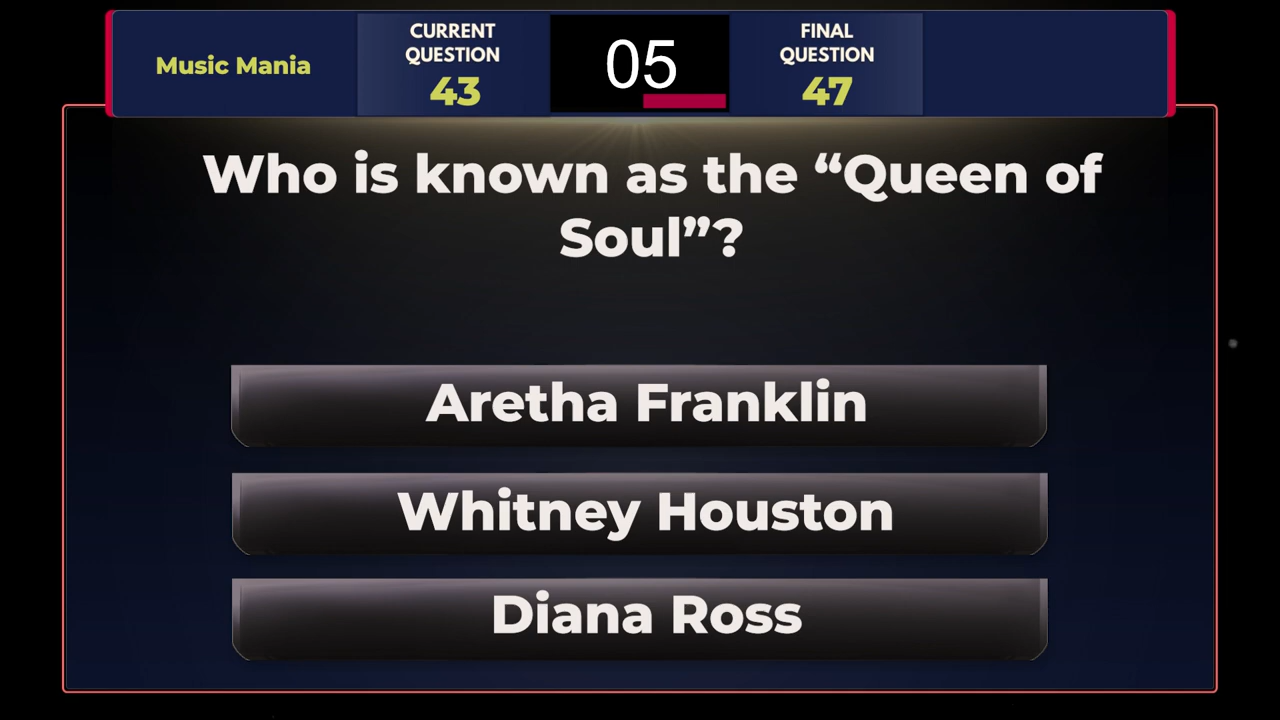 Music Mania
CURRENT
QUESTION
43
05
FINAL
QUESTION
47
Who is known as the “Queen of
Soul”?
Aretha Franklin
Whitney Houston
Diana Ross